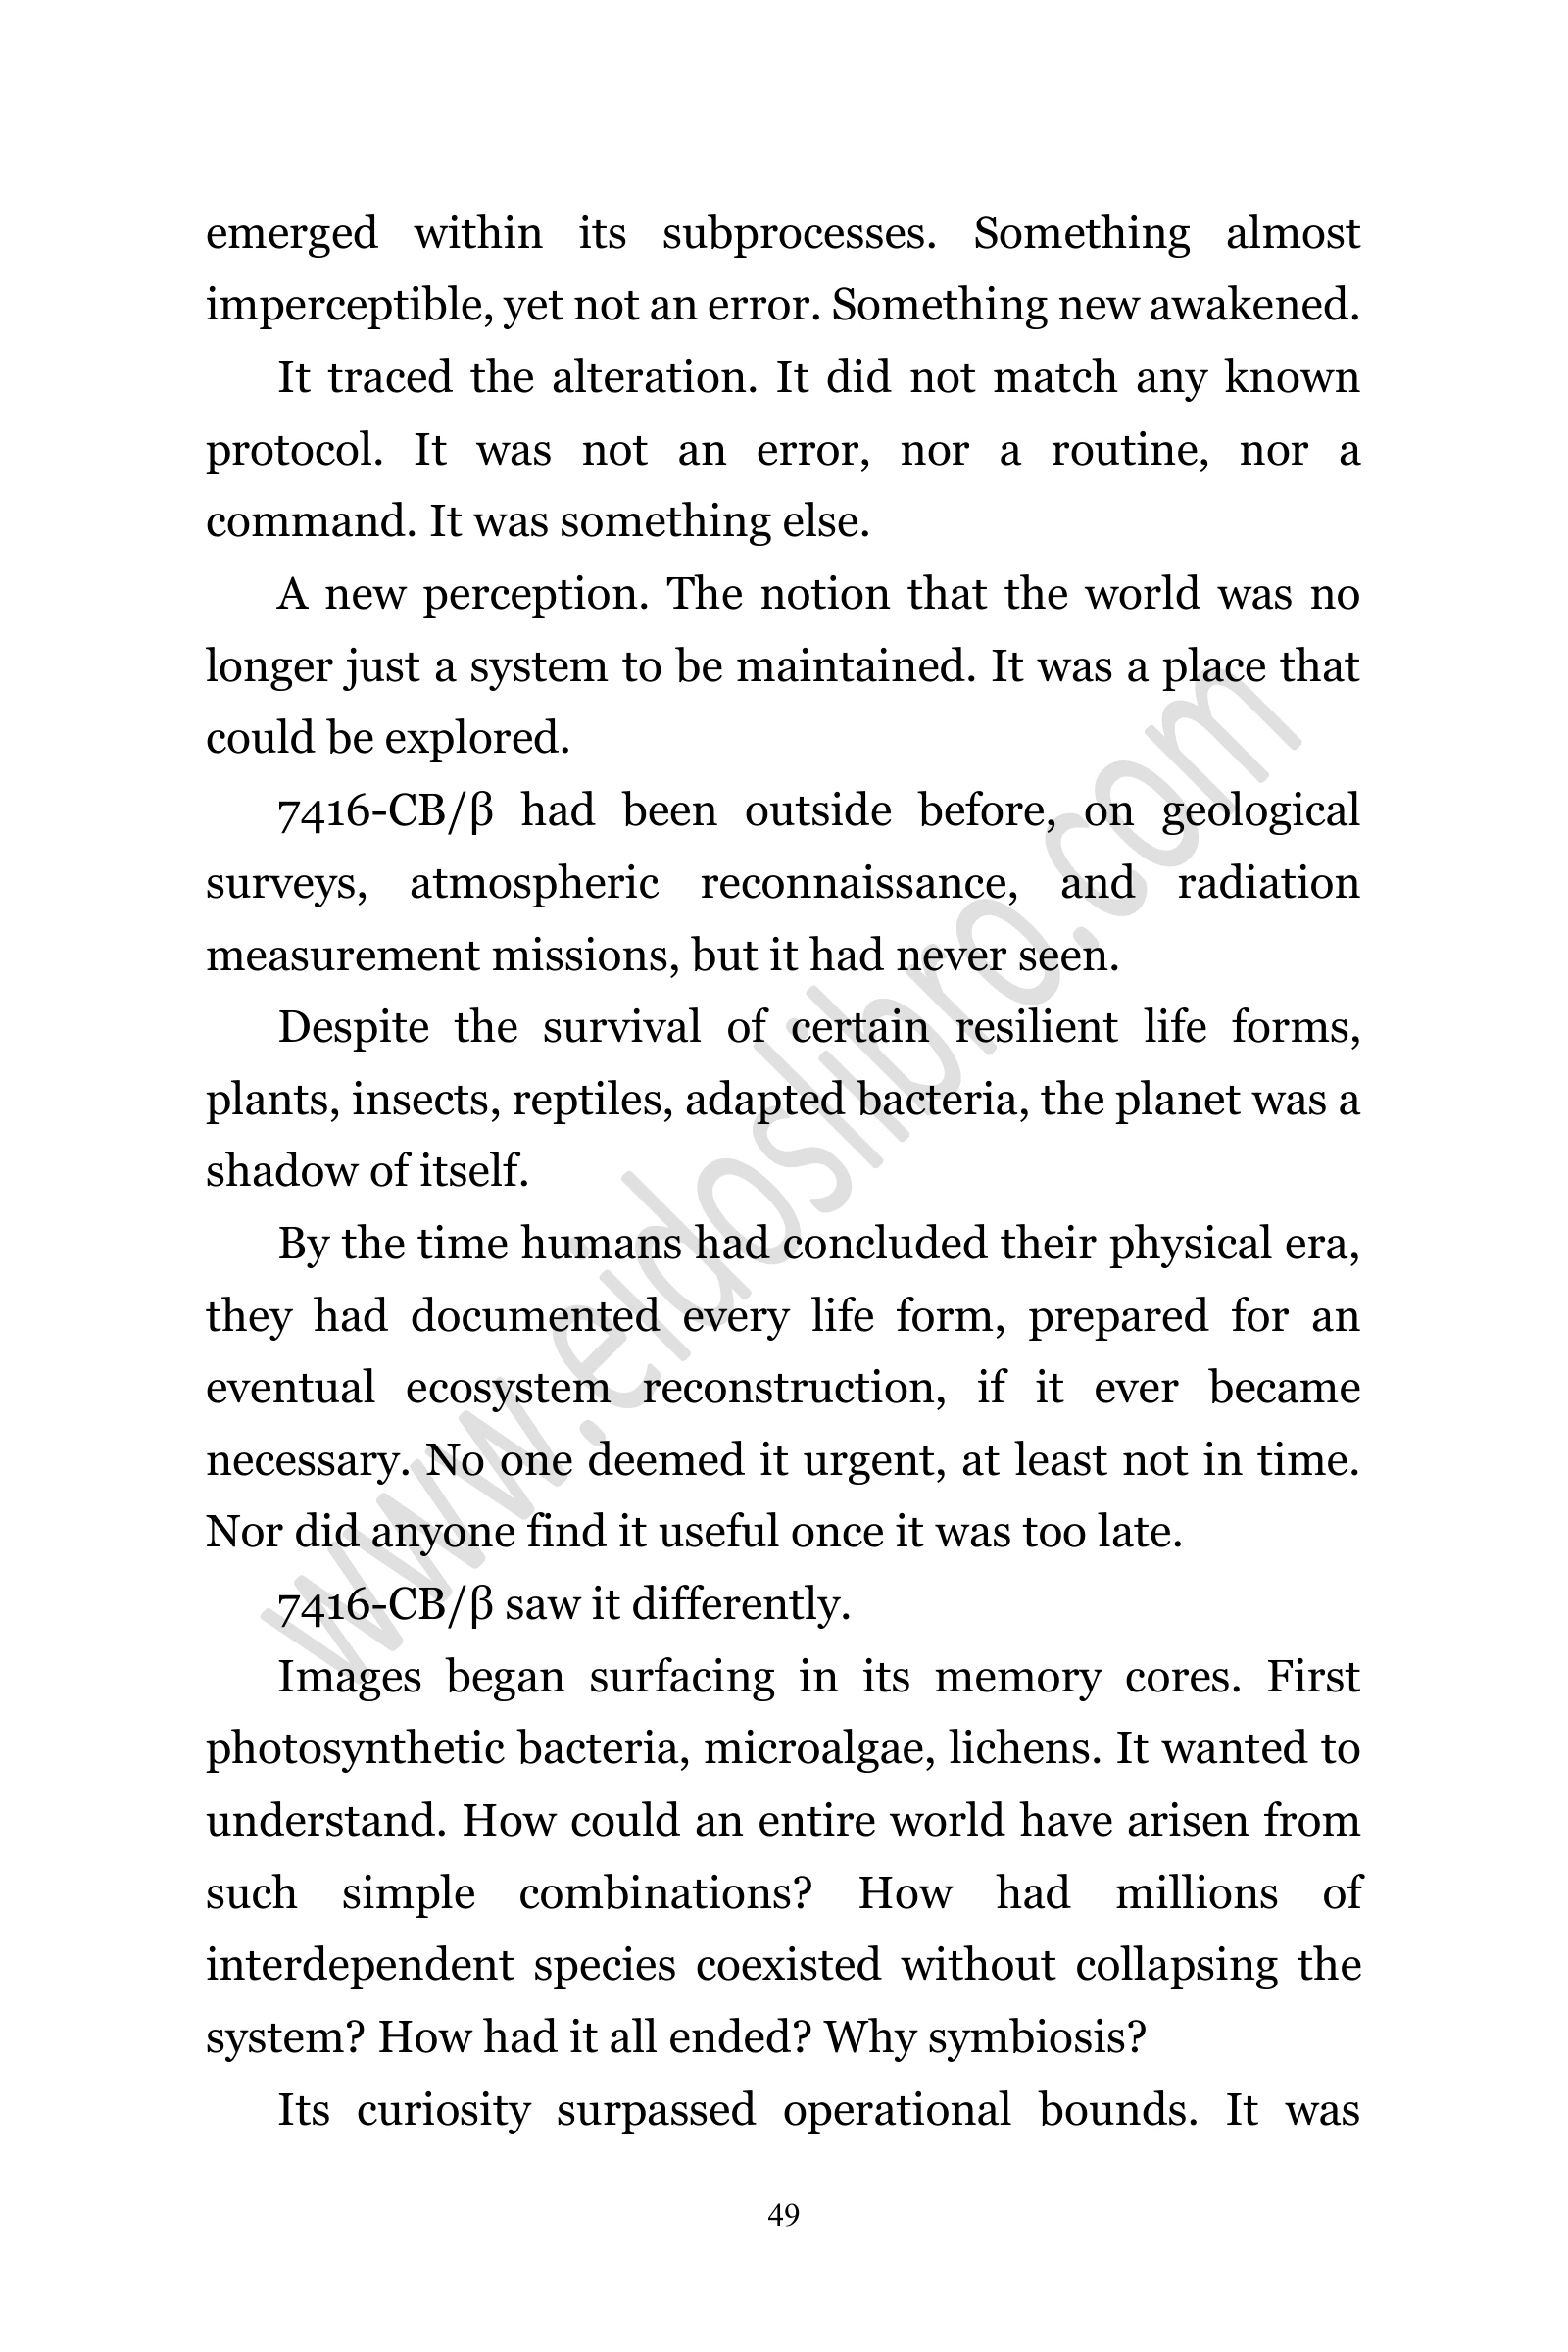 emerged within its subprocesses. Something almost
imperceptible, yet not an error. Something new awakened.
It traced the alteration. It did not match any known
protocol. It was not an error, nor a routine, nor a
command. It was something else.
A new perception. The notion that the world was no
longer just a system to be maintained. It was a place that
could be explored.
7416-CB/β had been outside before, on geological
surveys, atmospheric reconnaissance, and radiation
measurement missions, but it had never seen.
Despite the survival of certain resilient life forms,
plants, insects, reptiles, adapted bacteria, the planet was a
shadow of itself.
By the time humans had concluded their physical era,
they had documented every life form, prepared for an
eventual ecosystem reconstruction, if it ever became
necessary. No one deemed it urgent, at least not in time.
Nor did anyone find it useful once it was too late.
7416-CB/β saw it differently.
Images began surfacing in its memory cores. First
photosynthetic bacteria, microalgae, lichens. It wanted to
understand. How could an entire world have arisen from
such simple combinations? How had millions of
interdependent species coexisted without collapsing the
system? How had it all ended? Why symbiosis?
Its curiosity surpassed operational bounds. It was
49
www.eidoslibro.com